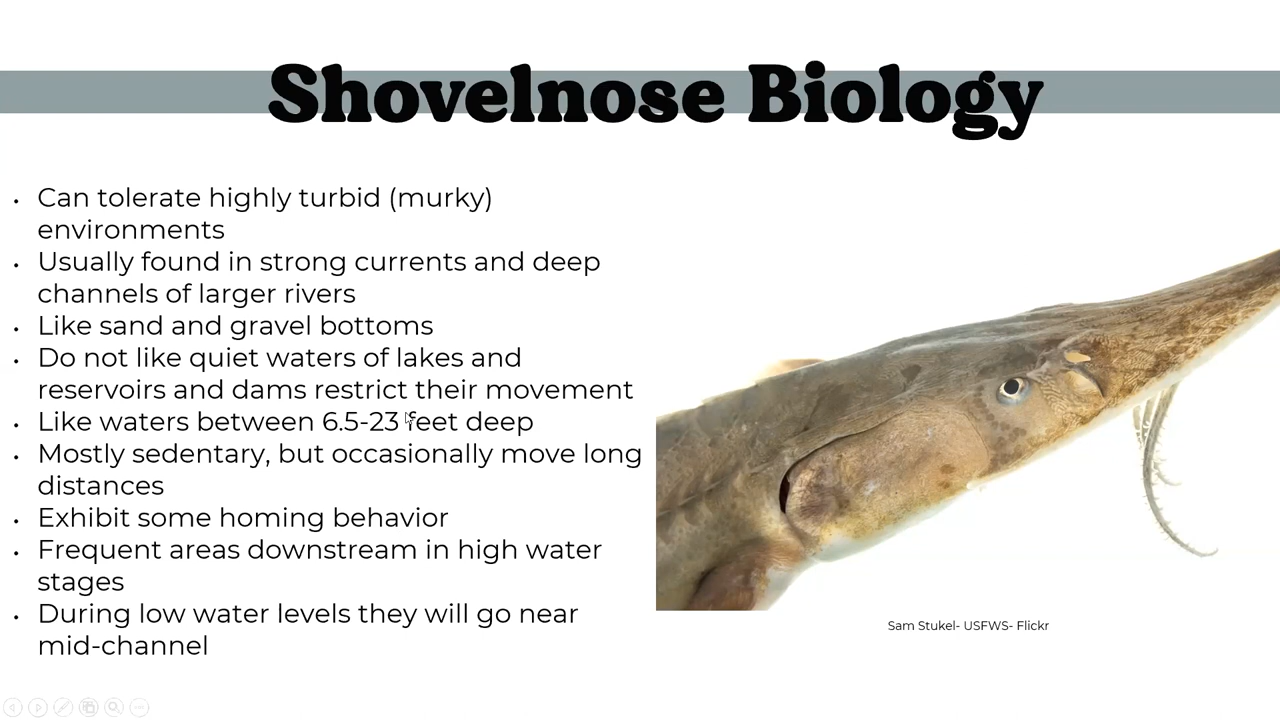 Shovelnose Biology
• Can tolerate highly turbid (murky)
environments
• Usually found in strong currents and deep
channels of larger rivers
• Like sand and gravel bottoms
• Do not like quiet waters of lakes and
reservoirs and dams restrict their movement
• Like waters between 6.5-23 feet deep
• Mostly sedentary, but occasionally move long
distances
• Exhibit some homing behavior
• Frequent areas downstream in high water
stages
• During low water levels they will go near
mid-channel
Sam Stukel- USFWS- Flickr